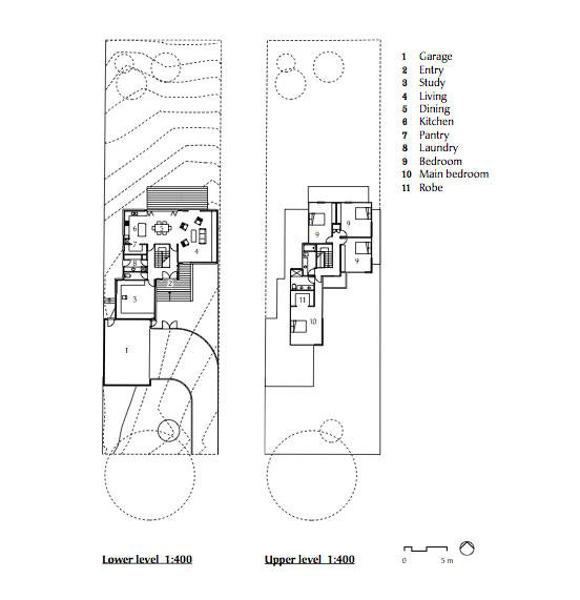 1 Garage
2 Entry
3 Study
4 Living
5 Dining
6 Kitchen
7 Pantry
8 Laundry
9 Bedroom
10 Main bedroom
11 Robe
6
5
7
4
8
2
3
1
9
9
9
11
10
Lower level 1:400
Upper level 1:400
0 5 m